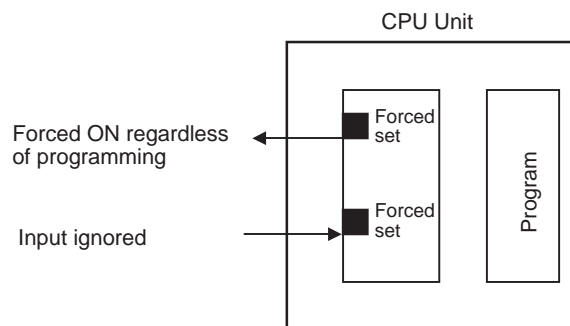 CPU Unit
Forced ON regardless
of programming
Forced
set
Input ignored
Forced
set
Program